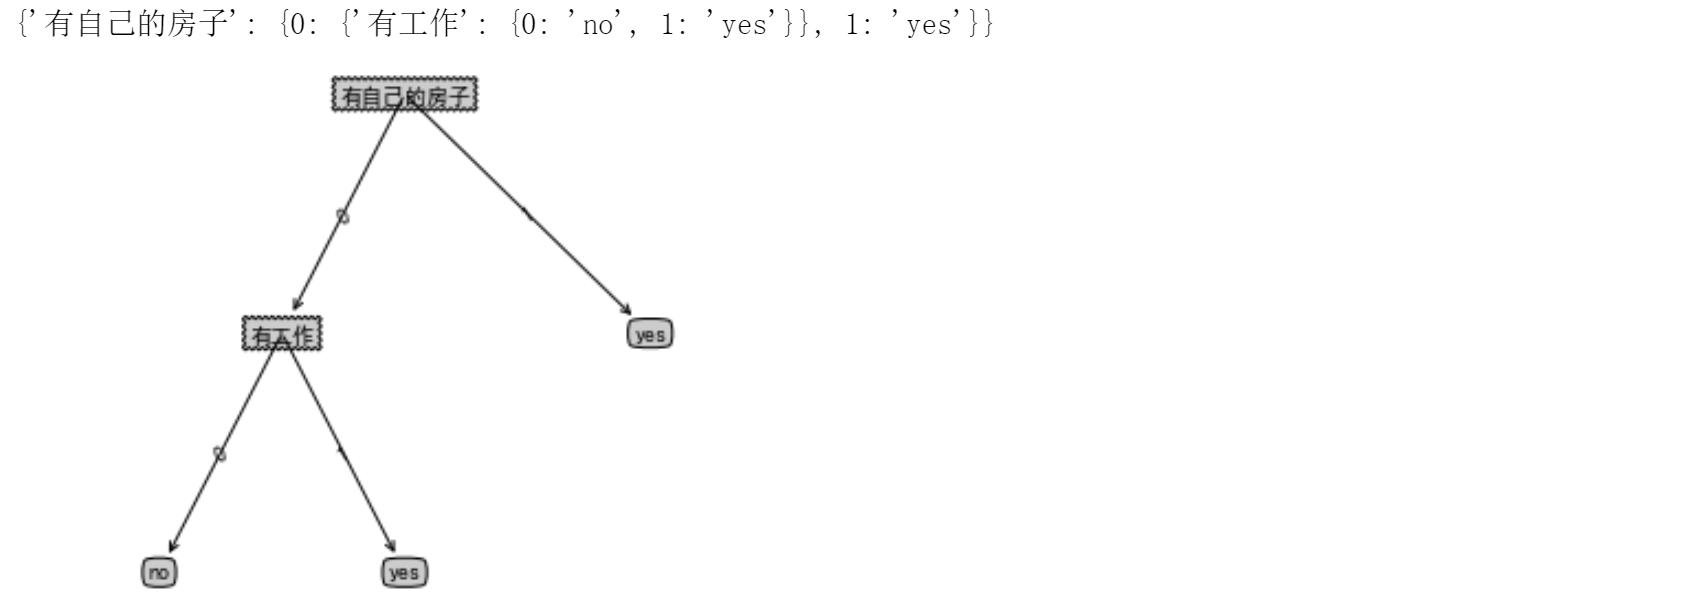 {'有自己的房子': {0: {'有工作': {0: 'no', 1: 'yes'}}, 1: 'yes'}}
有自己的房子
0
1
有工作
yes
0
1
no
yes